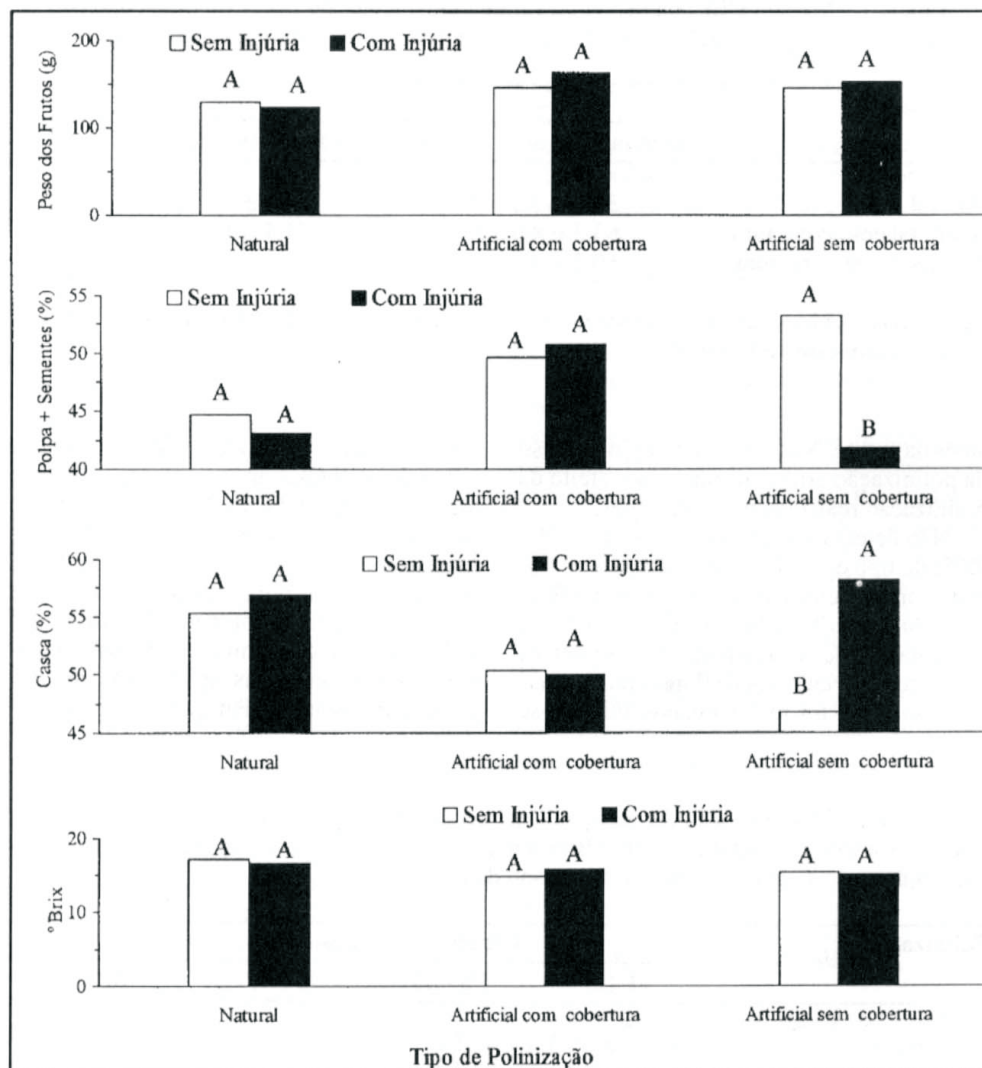 Sem Injúria Com Injúria
Peso dos Frutos (g)
200
100
0
A A A A A A
Natural Artificial com cobertura Artificial sem cobertura
Sem Injúria Com Injúria
Polpa + Sementes (%)
55
50
45
40
A A A A A B
Natural Artificial com cobertura Artificial sem cobertura
Sem Injúria Com Injúria
Casca (%)
60
55
50
45
A A A A B A
Natural Artificial com cobertura Artificial sem cobertura
Sem Injúria Com Injúria
°Brix
20
10
0
A A A A A A
Natural Artificial com cobertura Artificial sem cobertura
Tipo de Polinização